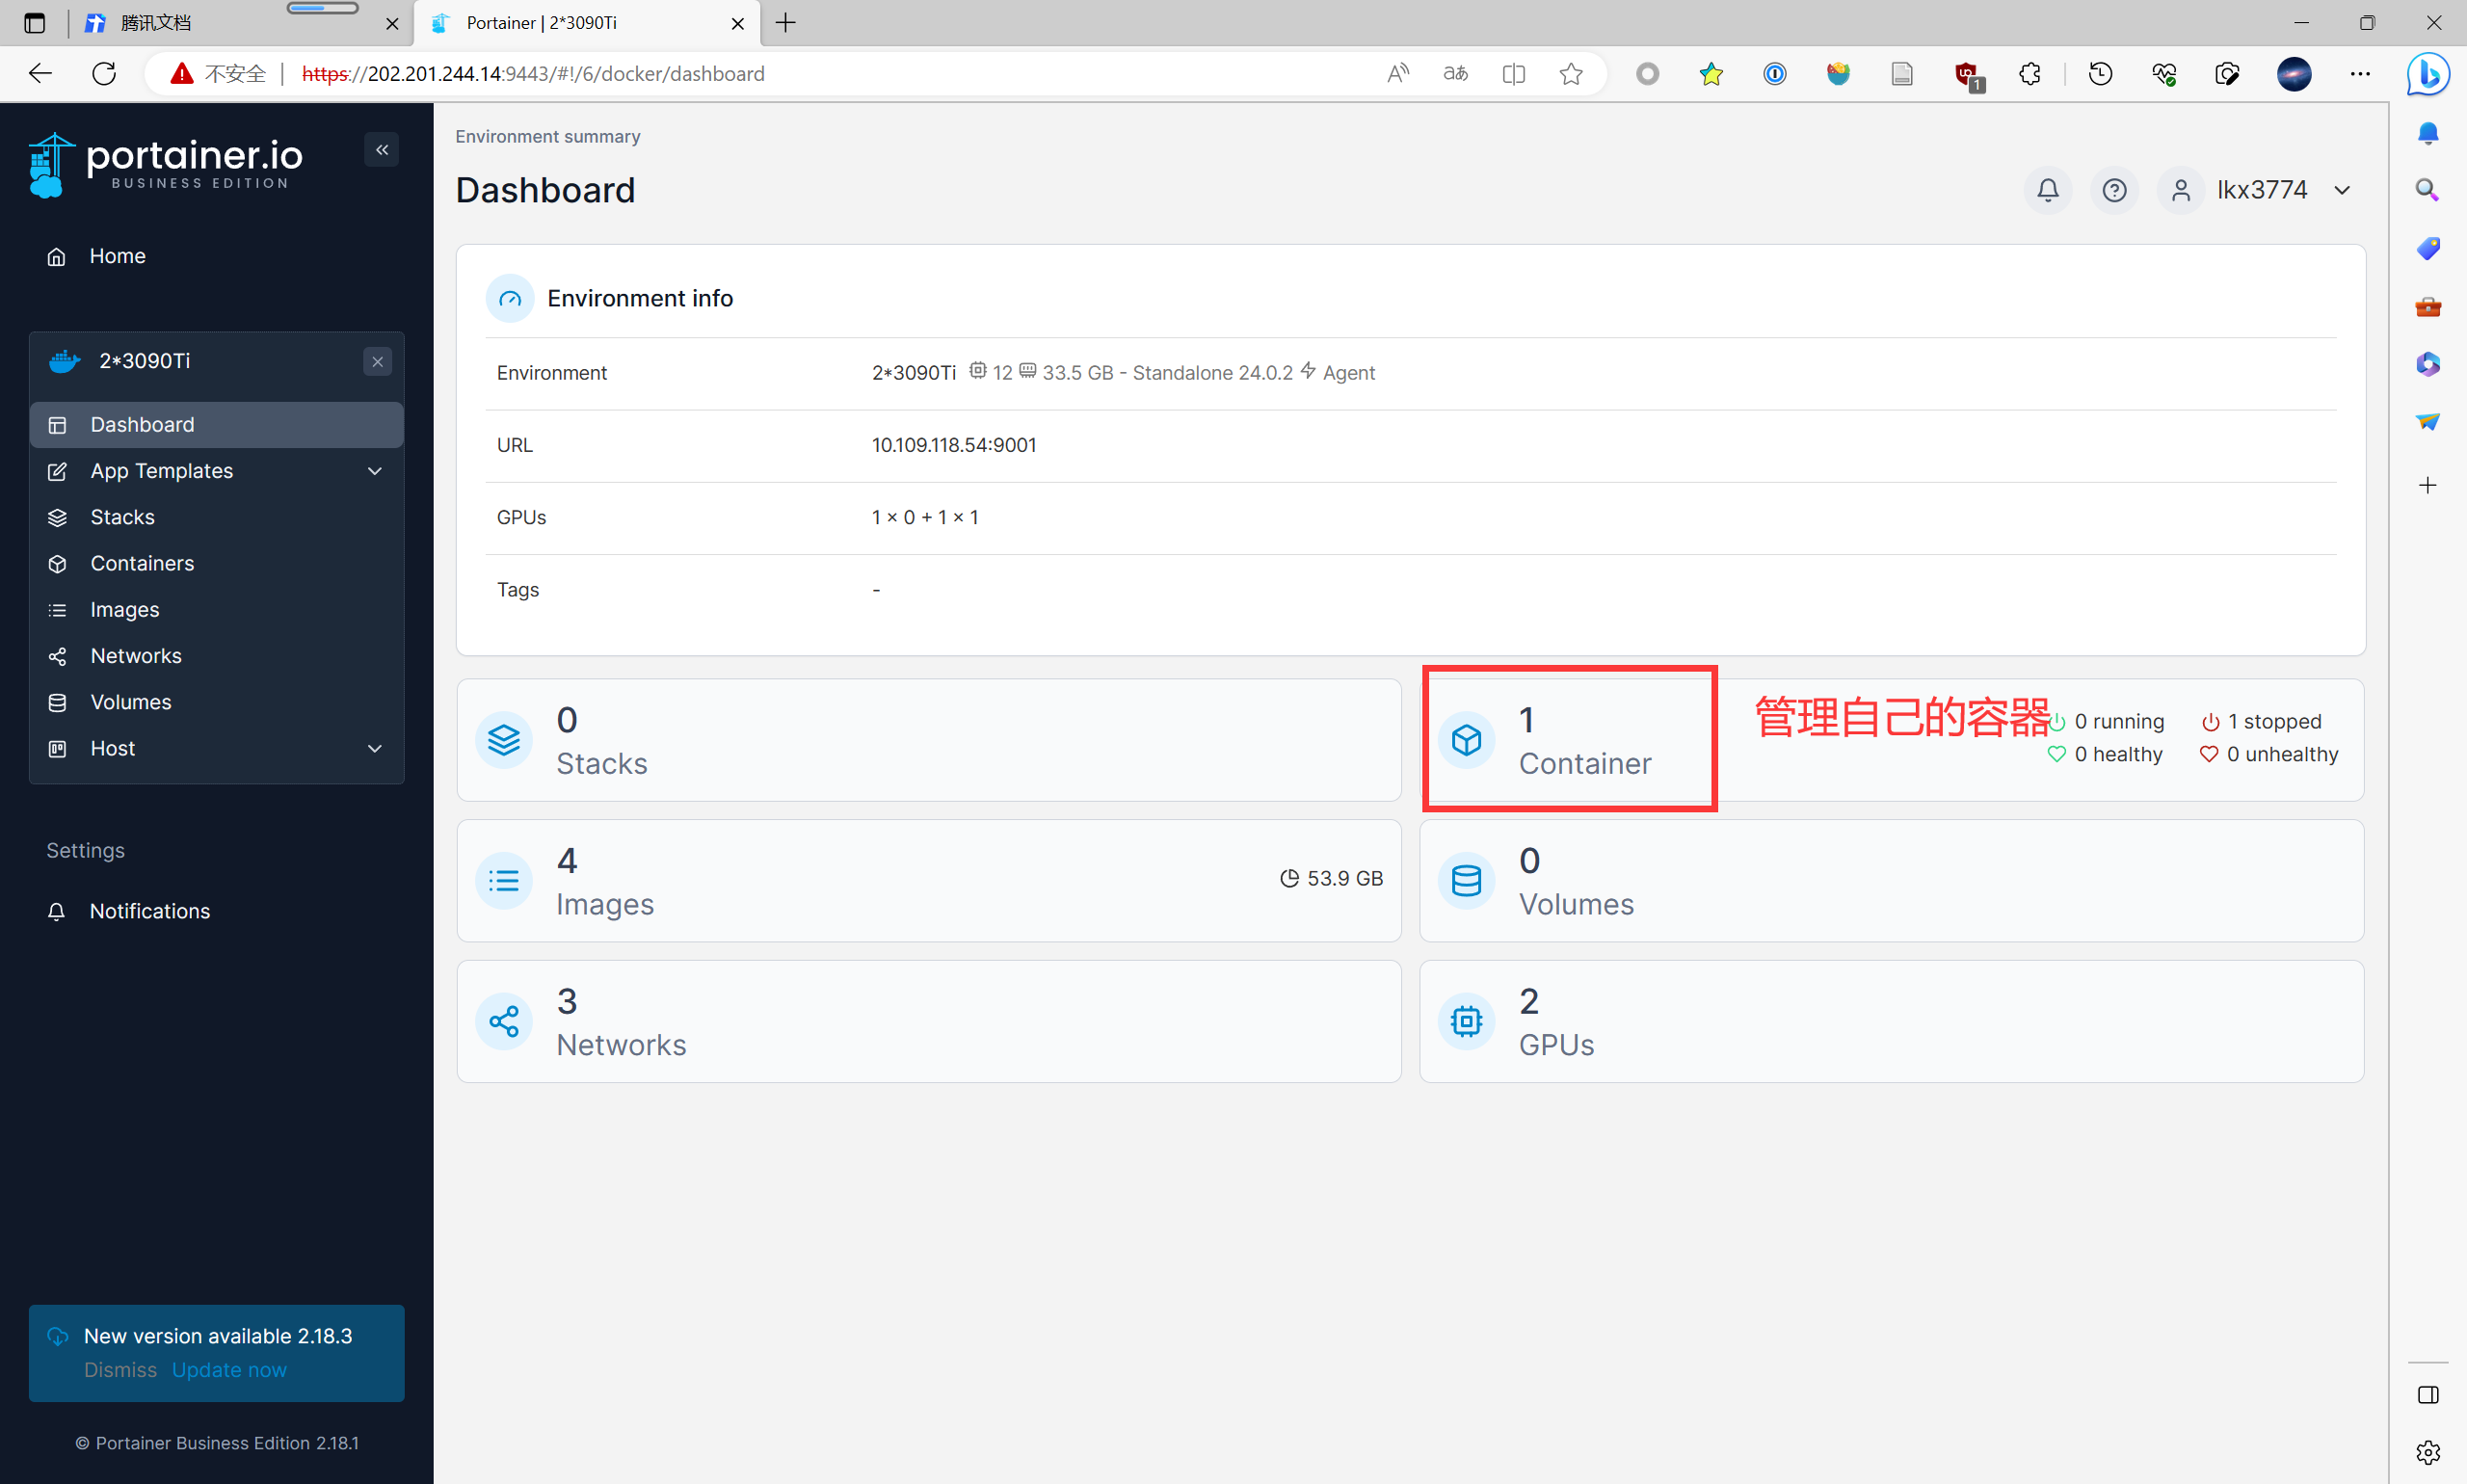 腾讯文档
Portainer | 2*3090Ti
不安全 | https://202.201.244.14:9443/#!/6/docker/dashboard
portainer.io
BUSINESS EDITION
Home
2*3090Ti
Dashboard
App Templates
Stacks
Containers
Images
Networks
Volumes
Host
Settings
Notifications
New version available 2.18.3
Dismiss Update now
© Portainer Business Edition 2.18.1
Environment summary
Dashboard
lkx3774
Environment info
Environment 2*3090Ti 12 33.5 GB - Standalone 24.0.2 Agent
URL 10.109.118.54:9001
GPUs 1 × 0 + 1 × 1
Tags -
0
Stacks
1
Container
管理自己的容器
0 running 1 stopped
0 healthy 0 unhealthy
4
Images
53.9 GB
0
Volumes
3
Networks
2
GPUs